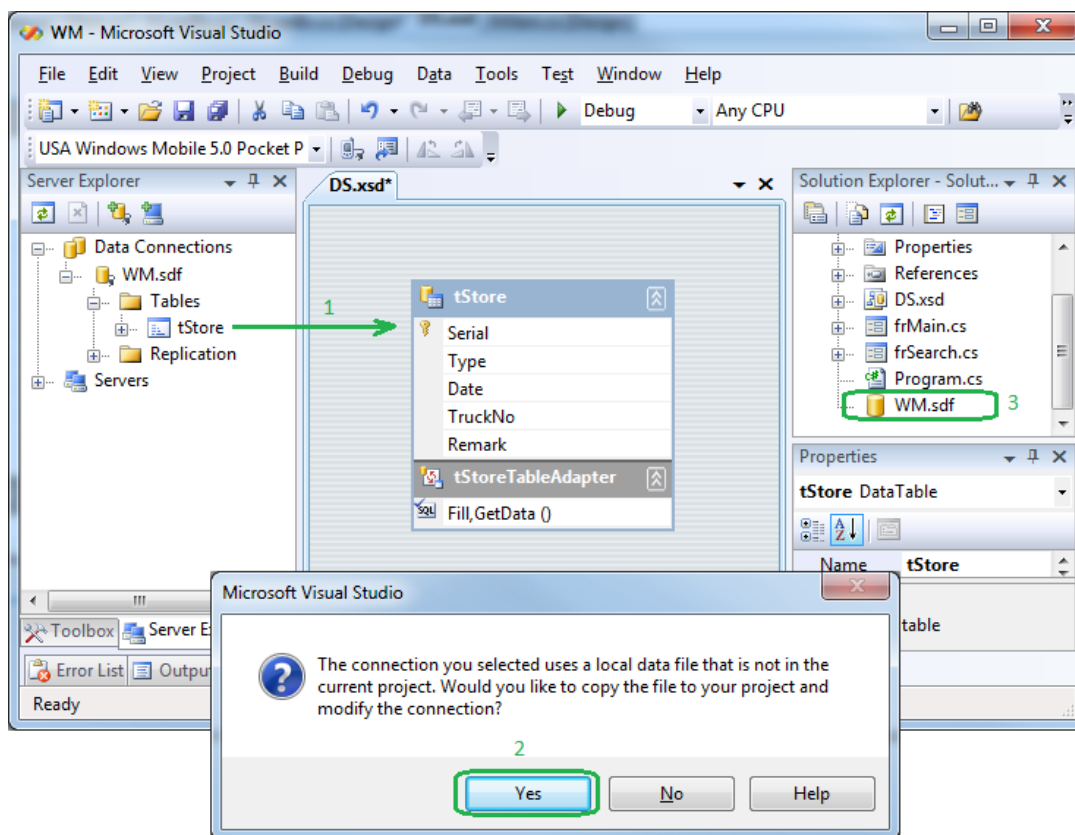 WM - Microsoft Visual Studio
File Edit View Project Build Debug Data Tools Test Window Help
Debug Any CPU
USA Windows Mobile 5.0 Pocket P
Server Explorer
Data Connections
WM.sdf
Tables
tStore
Replication
Servers
Toolbox
Server E
Error List
Outpu
Ready
DS.xsd*
1
tStore
Serial
Type
Date
TruckNo
Remark
tStoreTableAdapter
SQL
Fill,GetData ()
Solution Explorer - Solut...
Properties
References
DS.xsd
frMain.cs
frSearch.cs
Program.cs
WM.sdf
3
Properties
tStore DataTable
Name tStore
table
Microsoft Visual Studio
The connection you selected uses a local data file that is not in the
current project. Would you like to copy the file to your project and
modify the connection?
2
Yes No Help